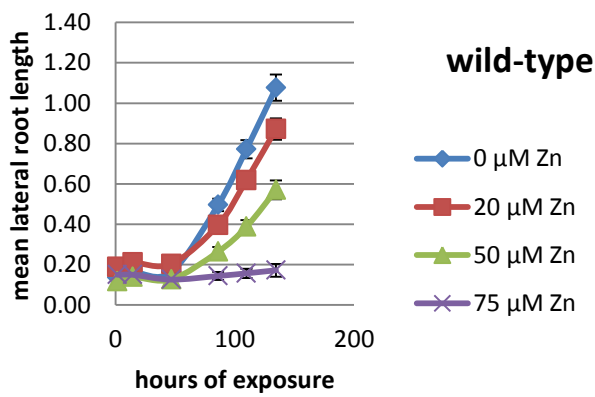 wild-type
mean lateral root length
1.40
1.20
1.00
0.80
0.60
0.40
0.20
0.00
0
100
200
hours of exposure
0 μM Zn
20 μM Zn
50 μM Zn
75 μM Zn